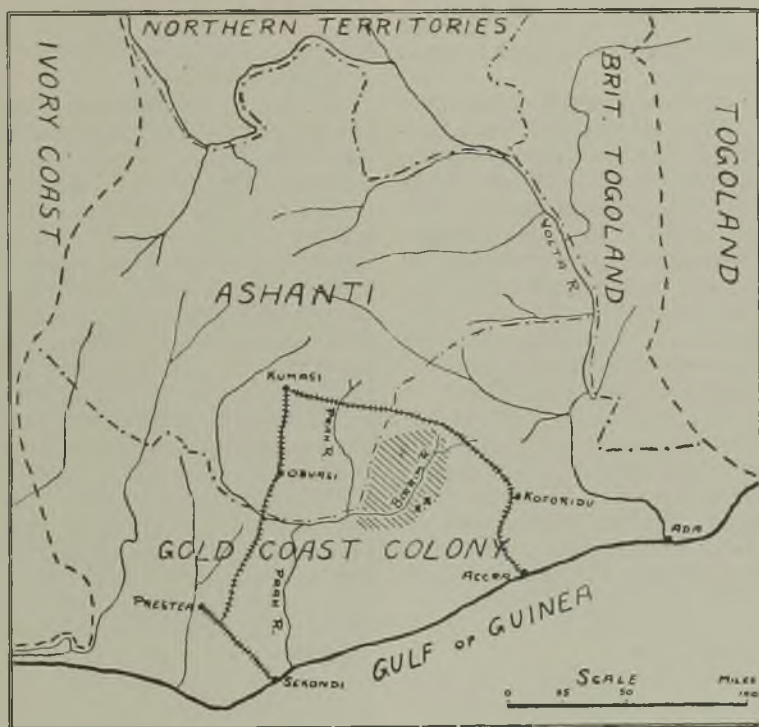 NORTHERN TERRITORIES
IVORY COAST
BRIT. TOGOLAND
TOGOLAND
VOLTA R.
ASHANTI
KUMASI
PRAH R.
OBUASI
BIRRIM R.
KOFORIDU
ADA
GOLD COAST COLONY
ACCRA
PRESTEA
PRAH R.
GULF OF GUINEA
SEKONDI
SCALE MILES
0 25 50 100